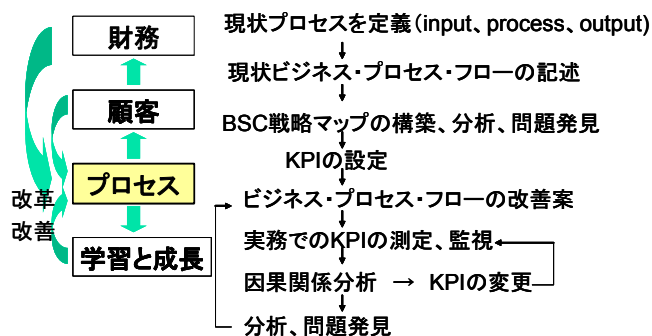 財務
顧客
プロセス
学習と成長
改革
改善
現状プロセスを定義(input、process、output)
現状ビジネス・プロセス・フローの記述
BSC戦略マップの構築、分析、問題発見
KPIの設定
ビジネス・プロセス・フローの改善案
実務でのKPIの測定、監視
因果関係分析 → KPIの変更
分析、問題発見